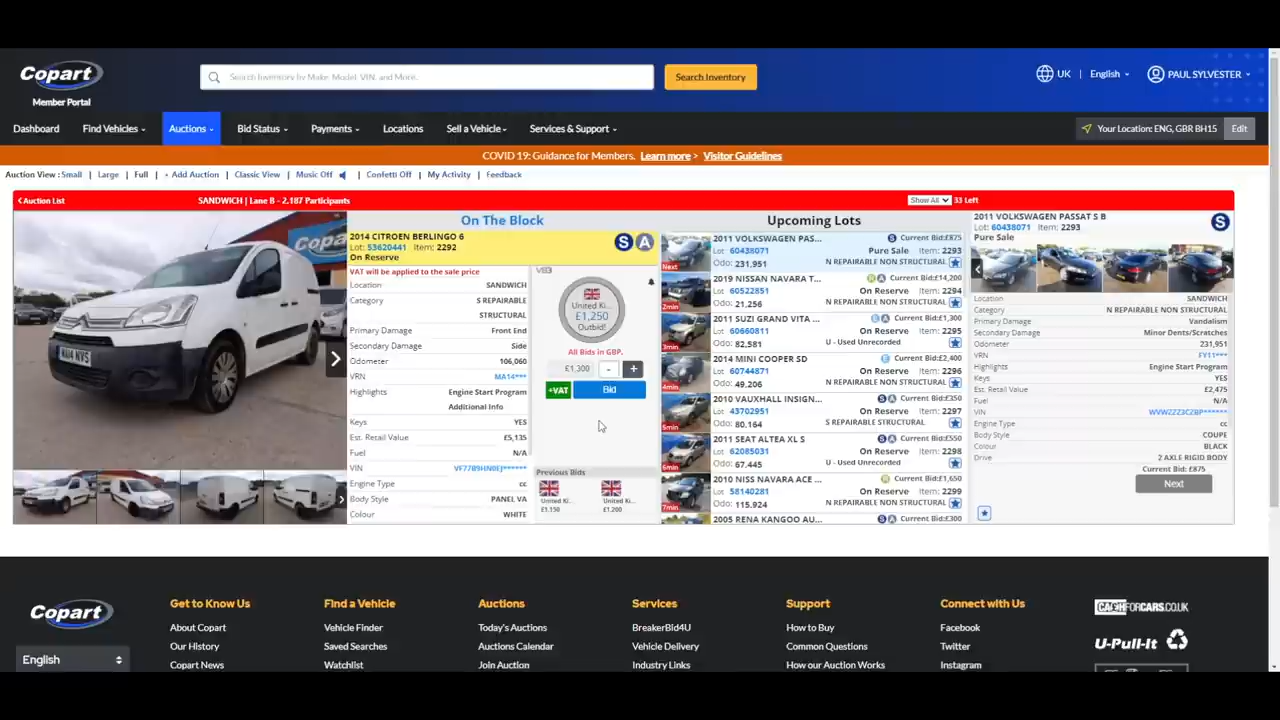 Copart
Member Portal
Search Inventory by Make, Model, VIN, and More.
Search Inventory
UK | English
PAUL SYLVESTER
Dashboard
Find Vehicles
Auctions
Bid Status
Payments
Locations
Sell a Vehicle
Services & Support
Your Location: ENG, GBR BH15
Edit
COVID 19: Guidance for Members. Learn more > Visitor Guidelines
Auction View : Small | Large | Full | + Add Auction | Classic View | Music Off | Confetti Off | My Activity | Feedback
Auction List
SANDWICH | Lane B - 2,187 Participants
Show All
33 Left
On The Block
2014 CITROEN BERLINGO 6
Lot: 53620441 Item: 2292
On Reserve
S A
VAT will be applied to the sale price
Location SANDWICH
Category S REPAIRABLE
STRUCTURAL
Primary Damage Front End
Secondary Damage Side
Odometer 106,060
VRN MA14***
Highlights Engine Start Program
Additional Info
Keys YES
Est. Retail Value £5,135
Fuel N/A
VIN
Engine Type cc
Body Style PANEL VA
Colour WHITE
United Ki...
£1,250
Outbid!
All Bids in GBP.
£1,300 - +
+VAT Bid
Previous Bids
United Ki... United Ki...
£1,150 £1,200
Upcoming Lots
2011 VOLKSWAGEN PAS... S Current Bid:£875
Lot 60438071 Pure Sale Item: 2293
Next Odo: 231,951 N REPAIRABLE NON STRUCTURAL
2019 NISSAN NAVARA T... Current Bid:£14,200
Lot 60522851 On Reserve Item: 2294
2min Odo: 21,256 N REPAIRABLE NON STRUCTURAL
2011 SUZI GRAND VITA ... Current Bid:£1,300
Lot 60660811 On Reserve Item: 2295
3min Odo: 82,581 U - Used Unrecorded
2014 MINI COOPER SD Current Bid:£2,400
Lot 60744871 On Reserve Item: 2296
4min Odo: 49,206 N REPAIRABLE NON STRUCTURAL
2010 VAUXHALL INSIGN... Current Bid:£350
Lot 43702951 On Reserve Item: 2297
5min Odo: 80,164 S REPAIRABLE STRUCTURAL
2011 SEAT ALTEA XL S Current Bid:£550
Lot 62085031 On Reserve Item: 2298
6min Odo: 67,445 U - Used Unrecorded
2010 NISS NAVARA ACE ... Current Bid:£1,650
Lot 58140281 On Reserve Item: 2299
7min Odo: 115,924 N REPAIRABLE NON STRUCTURAL
2005 RENA KANGOO AU... Current Bid:£300
2011 VOLKSWAGEN PASSAT S B
Lot: 60438071 Item: 2293
Pure Sale
S
Location SANDWICH
Category N REPAIRABLE NON STRUCTURAL
Primary Damage Vandalism
Secondary Damage Minor Dents/Scratches
Odometer 231,951
VRN FY11***
Highlights Engine Start Program
Keys YES
Est. Retail Value £2,475
Fuel N/A
VIN
Engine Type cc
Body Style COUPE
Colour BLACK
Drive 2 AXLE RIGID BODY
Current Bid: £875
Next
Copart
English
Get to Know Us
About Copart
Our History
Copart News
Find a Vehicle
Vehicle Finder
Saved Searches
Watchlist
Auctions
Today's Auctions
Auctions Calendar
Join Auction
Services
BreakerBid4U
Vehicle Delivery
Industry Links
Support
How to Buy
Common Questions
How our Auction Works
Connect with Us
Facebook
Twitter
Instagram
CASHFORCARS.CO.UK
U-Pull-It